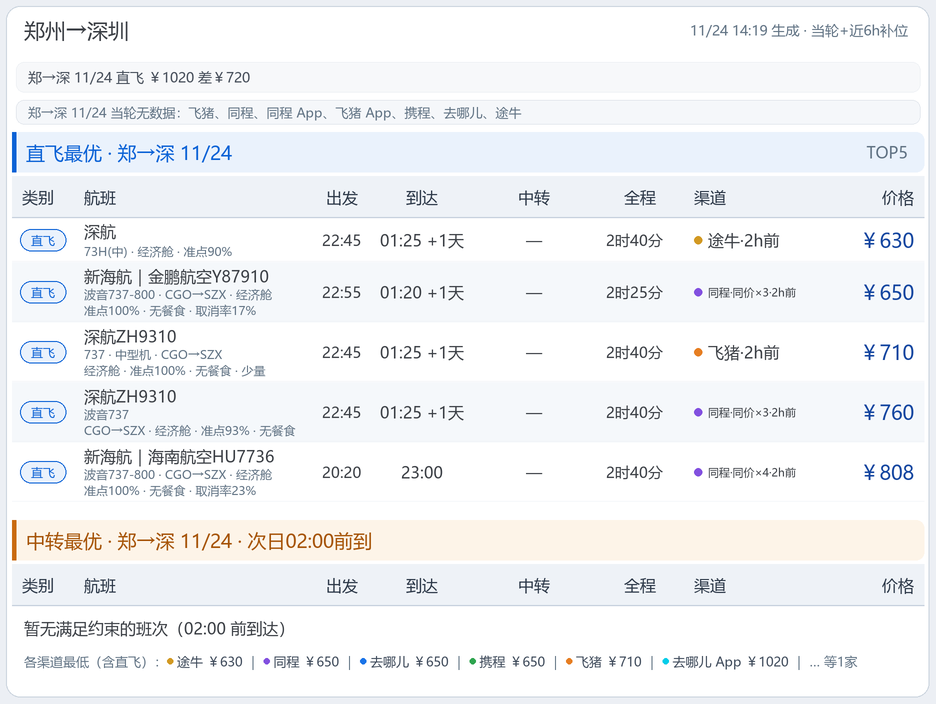 郑州→深圳
11/24 14:19 生成 · 当轮+近6h补位
郑→深 11/24 直飞 ¥1020 差¥720
郑→深 11/24 当轮无数据：飞猪、同程、同程 App、飞猪 App、携程、去哪儿、途牛
直飞最优 · 郑→深 11/24
TOP5
类别 航班 出发 到达 中转 全程 渠道 价格
直飞 深航 22:45 01:25 +1天 — 2时40分 途牛·2h前 ¥630
73H(中) · 经济舱 · 准点90%
直飞 新海航｜金鹏航空Y87910 22:55 01:20 +1天 — 2时25分 同程·同价×3·2h前 ¥650
波音737-800 · CGO→SZX · 经济舱
准点100% · 无餐食 · 取消率17%
直飞 深航ZH9310 22:45 01:25 +1天 — 2时40分 飞猪·2h前 ¥710
737 · 中型机 · CGO→SZX
经济舱 · 准点100% · 无餐食 · 少量
直飞 深航ZH9310 22:45 01:25 +1天 — 2时40分 同程·同价×3·2h前 ¥760
波音737
CGO→SZX · 经济舱 · 准点93% · 无餐食
直飞 新海航｜海南航空HU7736 20:20 23:00 — 2时40分 同程·同价×4·2h前 ¥808
波音737-800 · CGO→SZX · 经济舱
准点100% · 无餐食 · 取消率23%
中转最优 · 郑→深 11/24 · 次日02:00前到
类别 航班 出发 到达 中转 全程 渠道 价格
暂无满足约束的班次（02:00 前到达）
各渠道最低（含直飞）: 途牛 ¥630 | 同程 ¥650 | 去哪儿 ¥650 | 携程 ¥650 | 飞猪 ¥710 | 去哪儿 App ¥1020 | … 等1家